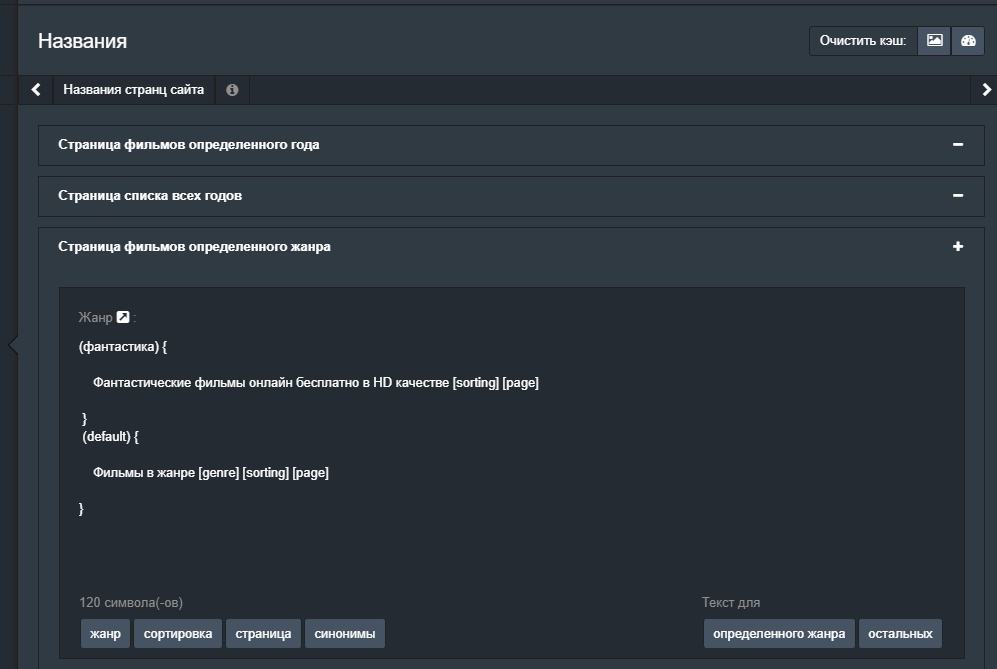 Названия
Очистить кэш:
Названия странц сайта
Страница фильмов определенного года
Страница списка всех годов
Страница фильмов определенного жанра
Жанр :
(фантастика) {
Фантастические фильмы онлайн бесплатно в HD качестве [sorting] [page]
}
(default) {
Фильмы в жанре [genre] [sorting] [page]
}
120 символа(-ов)
Текст для
жанр сортировка страница синонимы
определенного жанра остальных